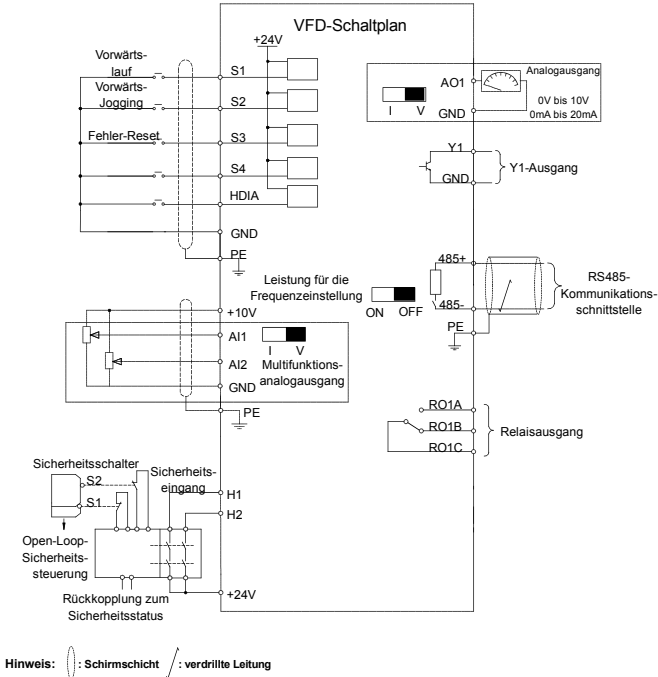 VFD-Schaltplan
+24V
Vorwärts-
lauf
Vorwärts-
Jogging
Fehler-Reset
S1
S2
S3
S4
HDIA
GND
PE
AO1
Analogausgang
I V
GND
0V bis 10V
0mA bis 20mA
Y1
GND
Y1-Ausgang
485+
485-
PE
ON OFF
RS485-
Kommunikations-
schnittstelle
Leistung für die
Frequenzeinstellung
+10V
AI1
I V
AI2
Multifunktions-
analogausgang
GND
PE
RO1A
RO1B
RO1C
Relaisausgang
Sicherheitsschalter
S2
S1
Sicherheits-
eingang
H1
H2
Open-Loop-
Sicherheits-
steuerung
+24V
Rückkopplung zum
Sicherheitsstatus
Hinweis: : Schirmschicht : verdrillte Leitung